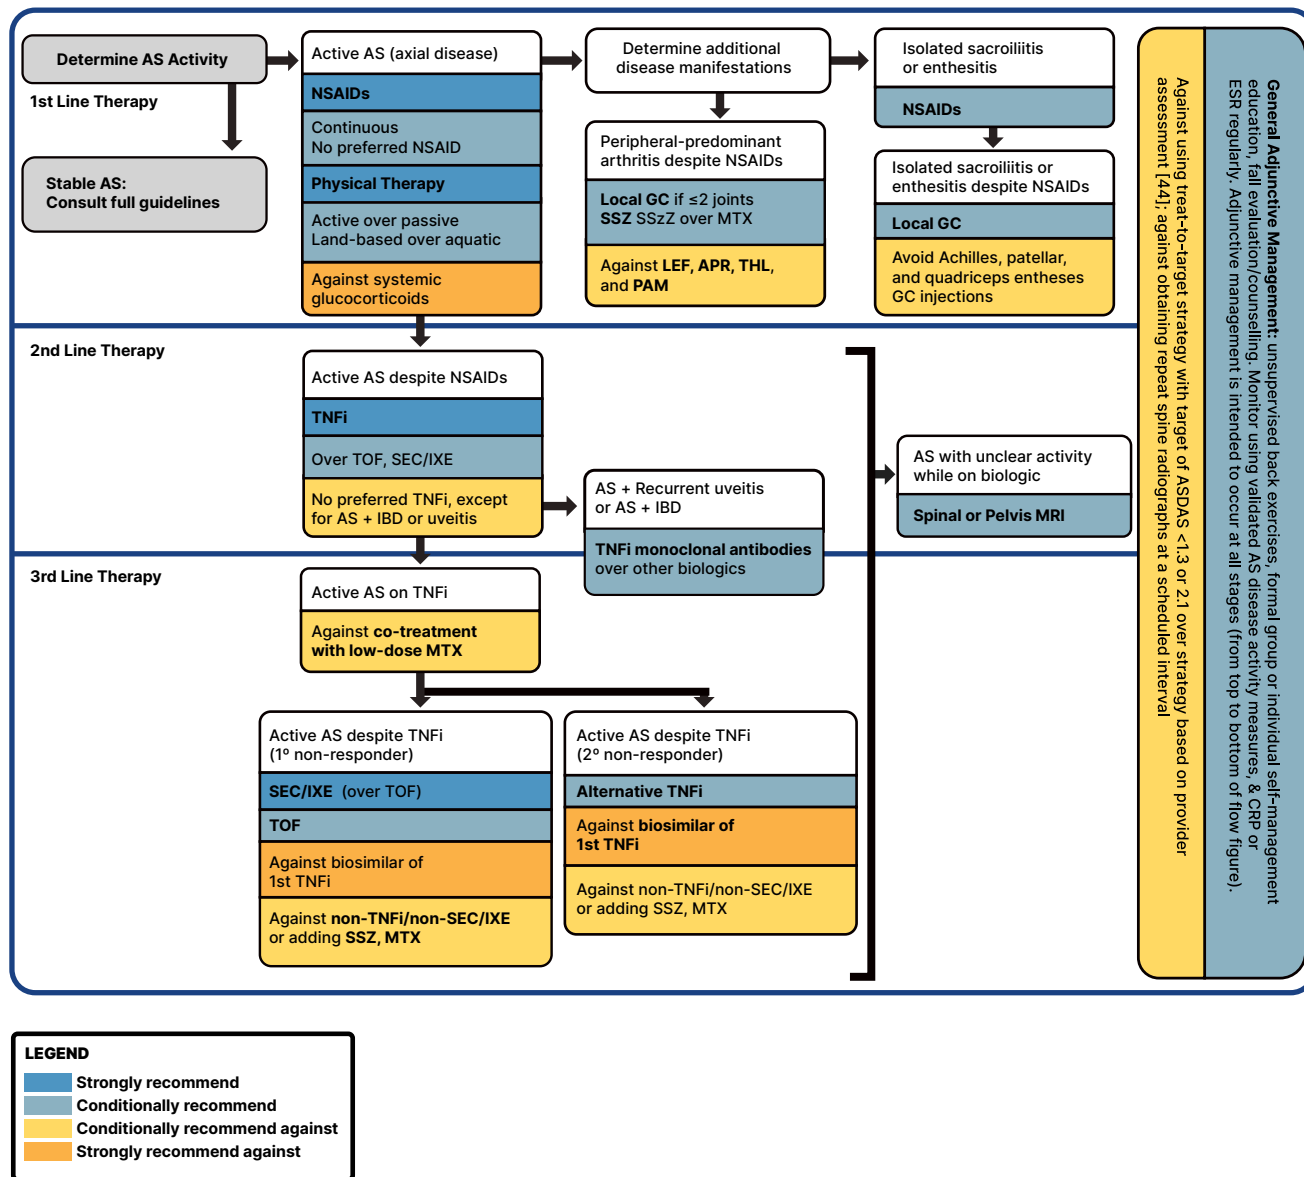 Determine AS Activity
1st Line Therapy
Stable AS:
Consult full guidelines
Active AS (axial disease)
NSAIDs
Continuous
No preferred NSAID
Physical Therapy
Active over passive
Land-based over aquatic
Against systemic
glucocorticoids
Determine additional
disease manifestations
Peripheral-predominant
arthritis despite NSAIDs
Local GC if ≤2 joints
SSZ SSzZ over MTX
Against LEF, APR, THL,
and PAM
Isolated sacroiliitis
or enthesitis
NSAIDs
Isolated sacroiliitis or
enthesitis despite NSAIDs
Local GC
Avoid Achilles, patellar,
and quadriceps entheses
GC injections
2nd Line Therapy
Active AS despite NSAIDs
TNFi
Over TOF, SEC/IXE
No preferred TNFi, except
for AS + IBD or uveitis
AS + Recurrent uveitis
or AS + IBD
TNFi monoclonal antibodies
over other biologics
AS with unclear activity
while on biologic
Spinal or Pelvis MRI
3rd Line Therapy
Active AS on TNFi
Against co-treatment
with low-dose MTX
Active AS despite TNFi
(1º non-responder)
SEC/IXE (over TOF)
TOF
Against biosimilar of
1st TNFi
Against non-TNFi/non-SEC/IXE
or adding SSZ, MTX
Active AS despite TNFi
(2º non-responder)
Alternative TNFi
Against biosimilar of
1st TNFi
Against non-TNFi/non-SEC/IXE
or adding SSZ, MTX
General Adjunctive Management: unsupervised back exercises, formal group or individual self-management
education, fall evaluation/counselling. Monitor using validated AS disease activity measures, & CRP or
ESR regularly. Adjunctive management is intended to occur at all stages (from top to bottom of flow figure).
Against using treat-to-target strategy with target of ASDAS <1.3 or 2.1 over strategy based on provider
assessment [44]; against obtaining repeat spine radiographs at a scheduled interval
LEGEND
Strongly recommend
Conditionally recommend
Conditionally recommend against
Strongly recommend against